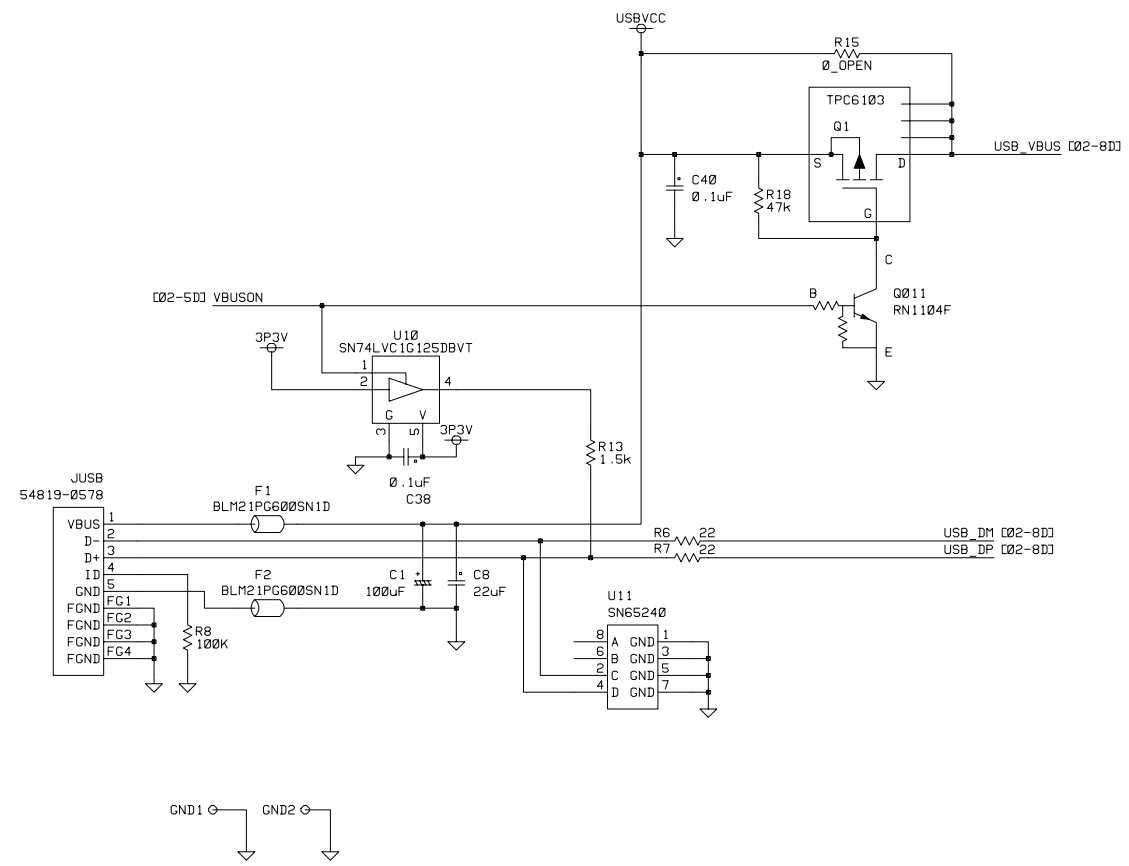 USBVCC
R15
0_OPEN
TPC6103
Q1
USB_VBUS [02-8D]
S
D
C40
0.1uF
R18
47k
G
C
[02-5D] VBUSON
B
Q011
RN1104F
E
3P3V
U10
SN74LVC1G125DBVT
1
2
4
G V
3
5
3P3V
0.1uF
C38
R13
1.5k
JUSB
54819-0578
F1
BLM21PG600SN1D
VBUS 1
D- 2
D+ 3
ID 4
GND 5
FGND FG1
FGND FG2
FGND FG3
FGND FG4
R6 22
USB_DM [02-8D]
R7 22
USB_DP [02-8D]
F2
BLM21PG600SN1D
C1
+
100uF
C8
22uF
R8
100K
U11
SN65240
8 A GND 1
6 B GND 3
2 C GND 5
4 D GND 7
GND1
GND2